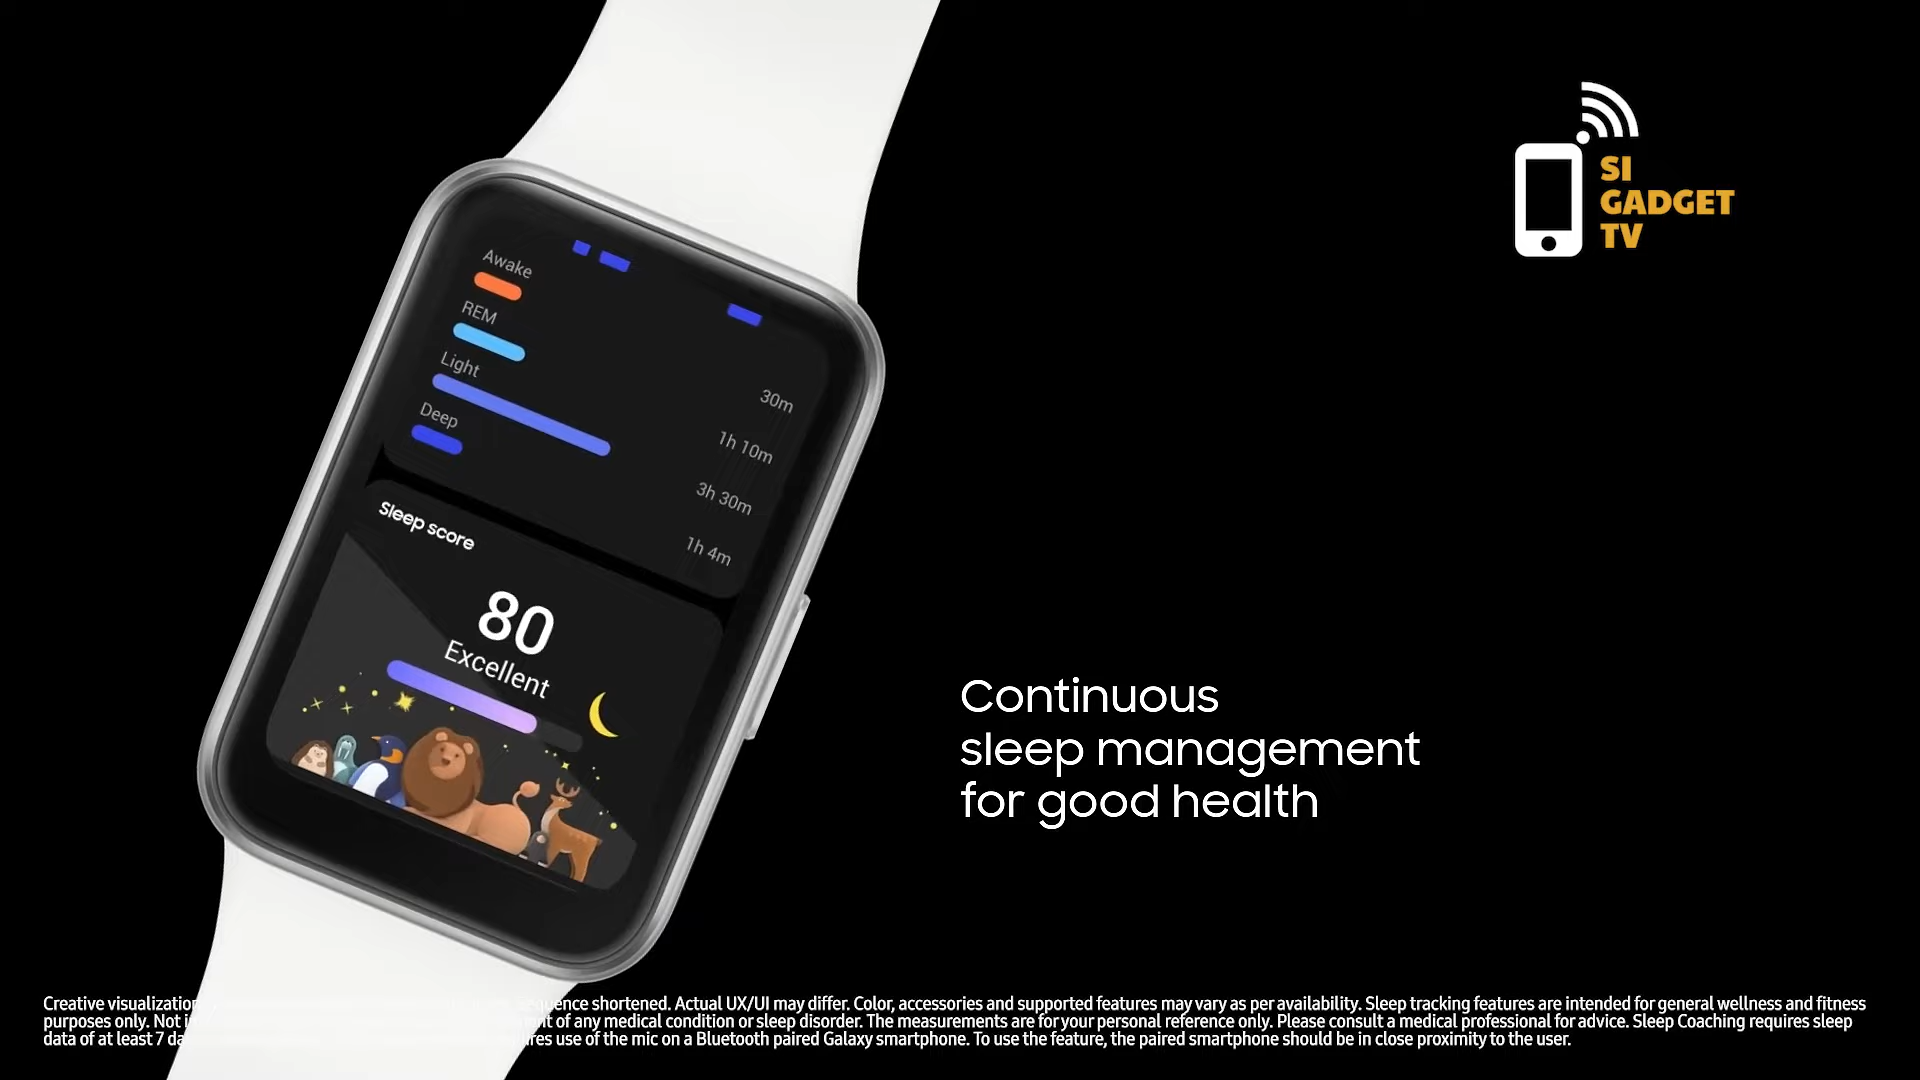 SI
GADGET
TV
Awake
REM
Light
Deep
30m
1h 10m
3h 30m
1h 4m
Sleep score
80
Excellent
Continuous
sleep management
for good health
Creative visualization shortened. Actual UX/UI may differ. Color, accessories and supported features may vary as per availability. Sleep tracking features are intended for general wellness and fitness
purposes only. Not of any medical condition or sleep disorder. The measurements are for your personal reference only. Please consult a medical professional for advice. Sleep Coaching requires sleep
data of at least 7 use of the mic on a Bluetooth paired Galaxy smartphone. To use the feature, the paired smartphone should be in close proximity to the user.